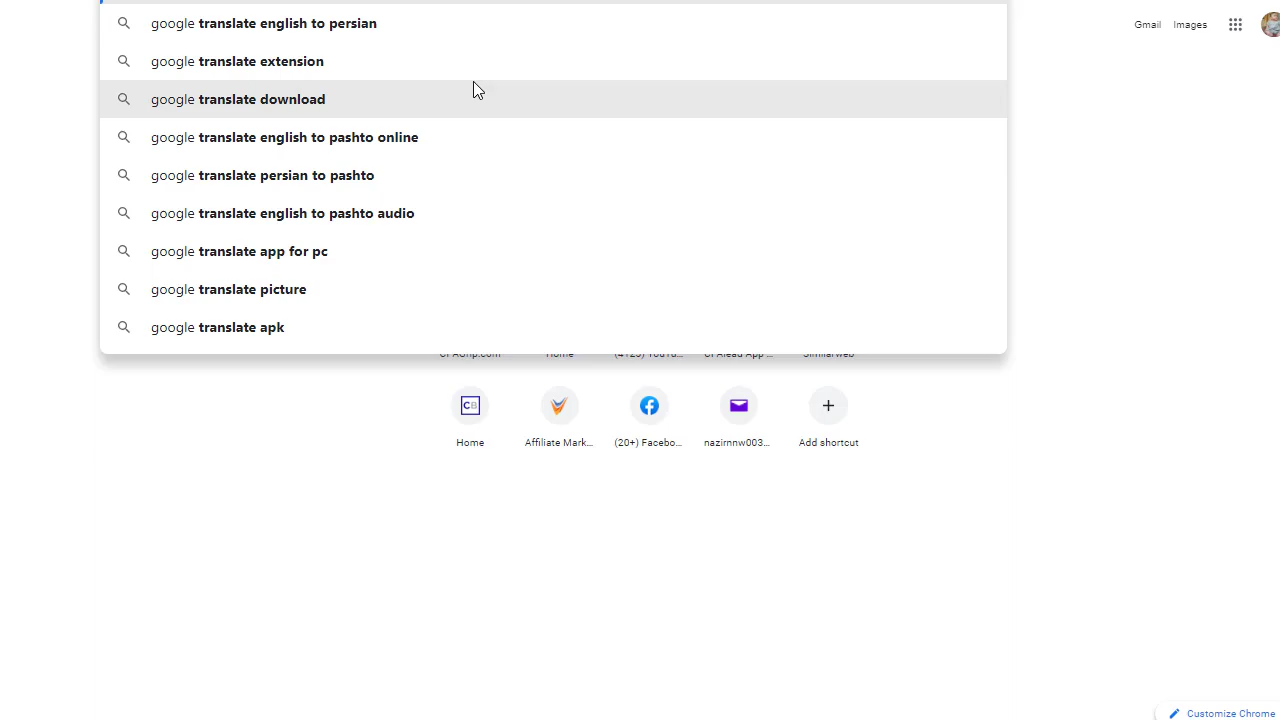 google translate english to persian
Gmail Images
google translate extension
google translate download
google translate english to pashto online
google translate persian to pashto
google translate english to pashto audio
google translate app for pc
google translate picture
google translate apk
Home
Home Affiliate Mark... (20+) Facebo... nazirnnw003... Add shortcut
Customize Chrome